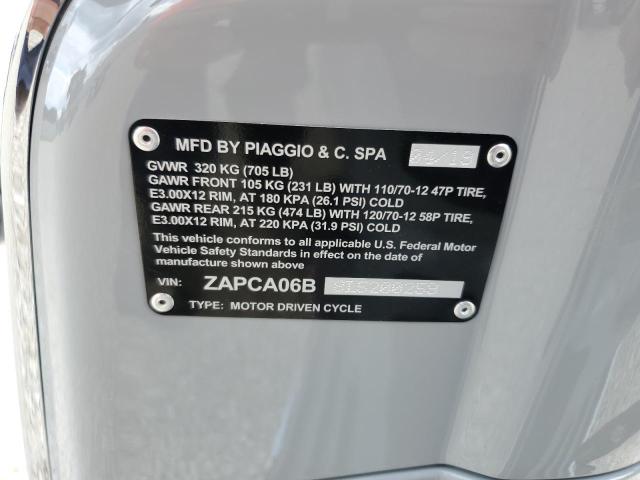 MFD BY PIAGGIO & C. SPA
GVWR 320 KG (705 LB)
GAWR FRONT 105 KG (231 LB) WITH 110/70-12 47P TIRE,
E3.00X12 RIM, AT 180 KPA (26.1 PSI) COLD
GAWR REAR 215 KG (474 LB) WITH 120/70-12 58P TIRE,
E3.00X12 RIM, AT 220 KPA (31.9 PSI) COLD
This vehicle conforms to all applicable U.S. Federal Motor
Vehicle Safety Standards in effect on the date of
manufacture shown above
VIN: ZAPCA06B
TYPE: MOTOR DRIVEN CYCLE